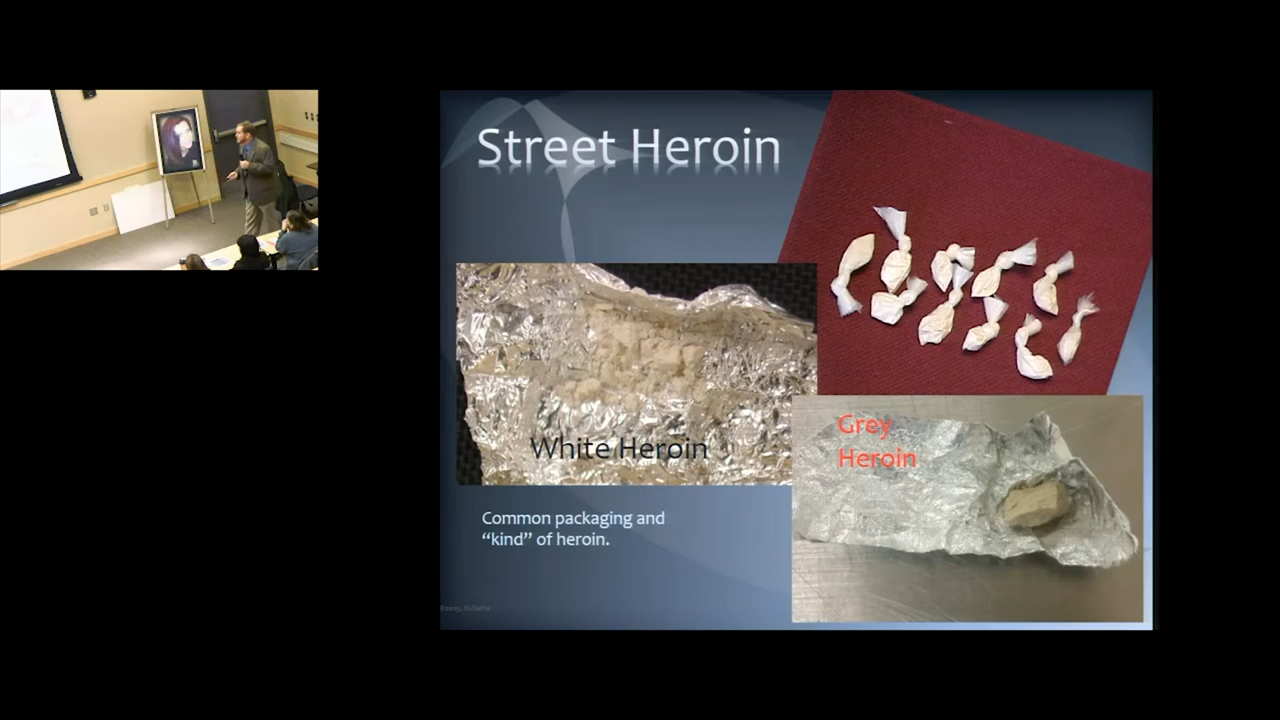 Street Heroin
White Heroin
Grey
Heroin
Common packaging and
“kind” of heroin.